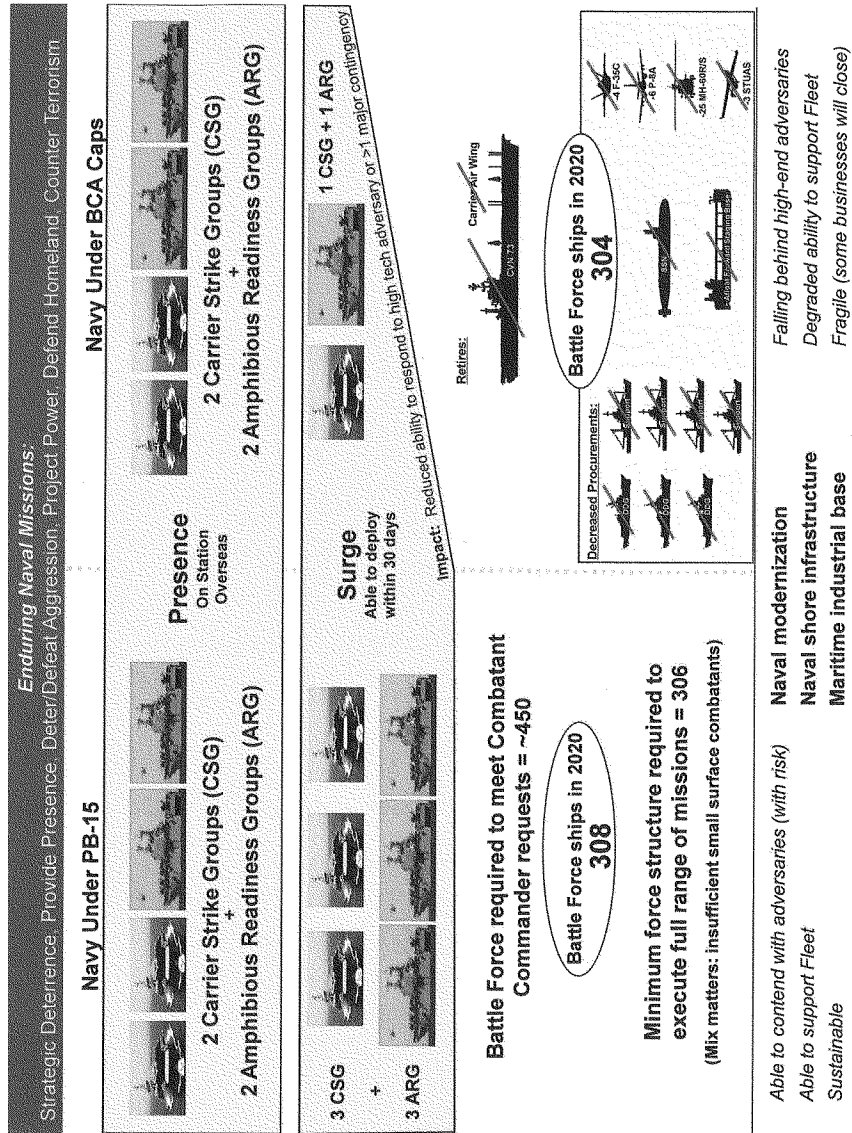 Enduring Naval Missions:
Strategic Deterrence, Provide Presence, Deter/Defeat Aggression, Project Power, Defend Homeland, Counter Terrorism
Navy Under PB-15
Navy Under BCA Caps
2 Carrier Strike Groups (CSG)
+
2 Amphibious Readiness Groups (ARG)
Presence
On Station
Overseas
2 Carrier Strike Groups (CSG)
+
2 Amphibious Readiness Groups (ARG)
3 CSG
+
3 ARG
Surge
Able to deploy
within 30 days
1 CSG + 1 ARG
Impact: Reduced ability to respond to high tech adversary or >1 major contingency
Battle Force required to meet Combatant
Commander requests = ~450
Battle Force ships in 2020
308
Minimum force structure required to
execute full range of missions = 306
(Mix matters: insufficient small surface combatants)
Retires:
CVN 73
Carrier Air Wing
Battle Force ships in 2020
304
Decreased Procurements:
DDG
DDG
DDG
SSN
-4 F-35C
-6 P-8A
-25 MH-60R/S
-3 STUAS
Able to contend with adversaries (with risk)
Naval modernization
Falling behind high-end adversaries
Able to support Fleet
Naval shore infrastructure
Degraded ability to support Fleet
Sustainable
Maritime industrial base
Fragile (some businesses will close)